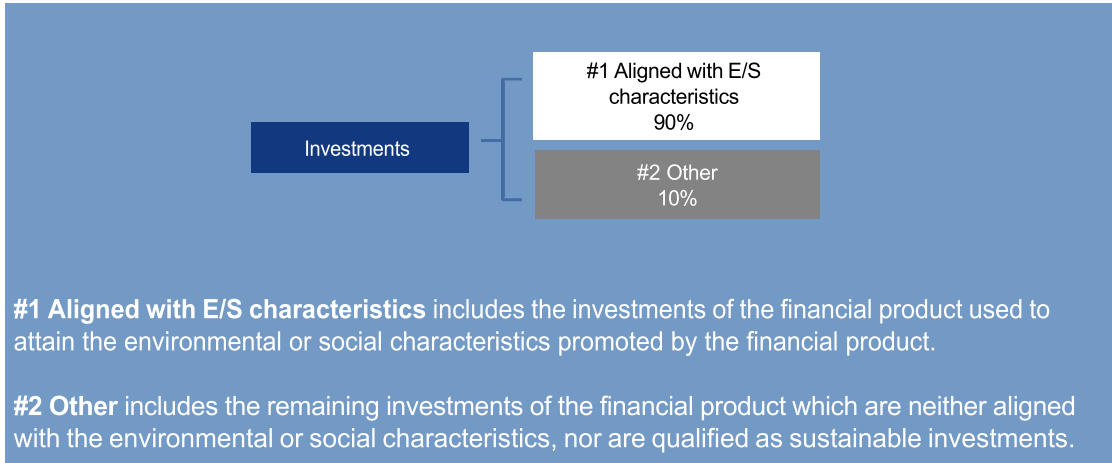 #1 Aligned with E/S
characteristics
90%
Investments
#2 Other
10%
#1 Aligned with E/S characteristics includes the investments of the financial product used to
attain the environmental or social characteristics promoted by the financial product.
#2 Other includes the remaining investments of the financial product which are neither aligned
with the environmental or social characteristics, nor are qualified as sustainable investments.